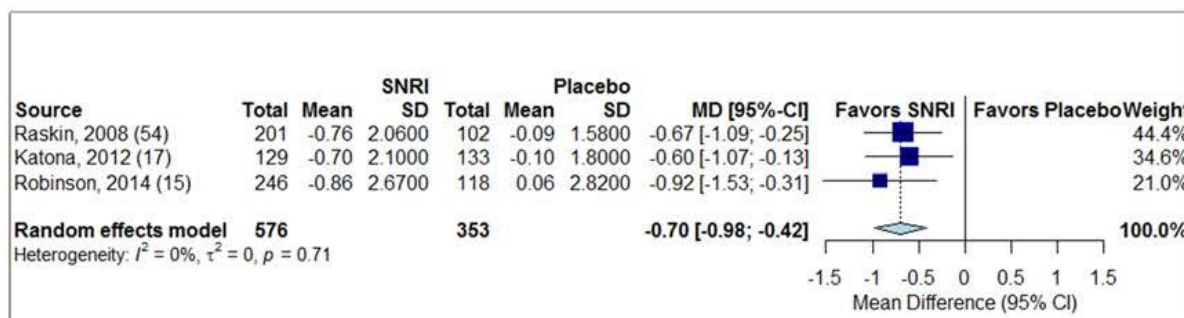 SNRI Placebo
Source Total Mean SD Total Mean SD MD [95%-CI] Favors SNRI Favors Placebo Weight
Raskin, 2008 (54) 201 -0.76 2.0600 102 -0.09 1.5800 -0.67 [-1.09; -0.25] 44.4%
Katona, 2012 (17) 129 -0.70 2.1000 133 -0.10 1.8000 -0.60 [-1.07; -0.13] 34.6%
Robinson, 2014 (15) 246 -0.86 2.6700 118 0.06 2.8200 -0.92 [-1.53; -0.31] 21.0%
Random effects model 576 353 -0.70 [-0.98; -0.42] 100.0%
Heterogeneity: I² = 0%, τ² = 0, p = 0.71
-1.5 -1 -0.5 0 0.5 1 1.5
Mean Difference (95% CI)